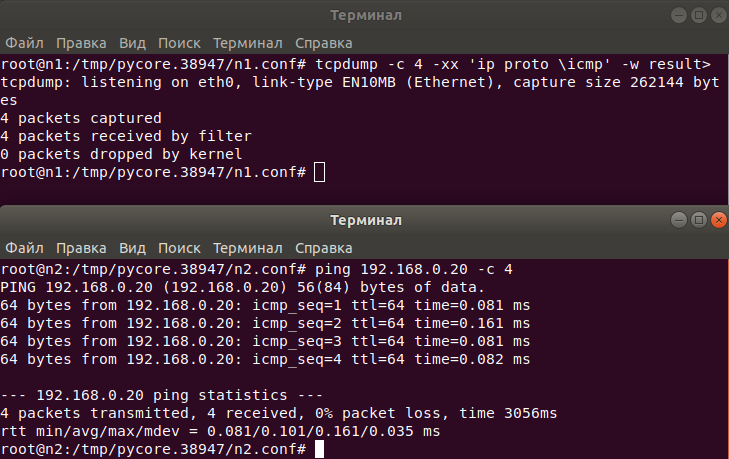 Терминал
Файл Правка Вид Поиск Терминал Справка
root@n1:/tmp/pycore.38947/n1.conf# tcpdump -c 4 -xx 'ip proto \icmp' -w result>
tcpdump: listening on eth0, link-type EN10MB (Ethernet), capture size 262144 byt
es
4 packets captured
4 packets received by filter
0 packets dropped by kernel
root@n1:/tmp/pycore.38947/n1.conf#
Терминал
Файл Правка Вид Поиск Терминал Справка
root@n2:/tmp/pycore.38947/n2.conf# ping 192.168.0.20 -c 4
PING 192.168.0.20 (192.168.0.20) 56(84) bytes of data.
64 bytes from 192.168.0.20: icmp_seq=1 ttl=64 time=0.081 ms
64 bytes from 192.168.0.20: icmp_seq=2 ttl=64 time=0.161 ms
64 bytes from 192.168.0.20: icmp_seq=3 ttl=64 time=0.081 ms
64 bytes from 192.168.0.20: icmp_seq=4 ttl=64 time=0.082 ms
--- 192.168.0.20 ping statistics ---
4 packets transmitted, 4 received, 0% packet loss, time 3056ms
rtt min/avg/max/mdev = 0.081/0.101/0.161/0.035 ms
root@n2:/tmp/pycore.38947/n2.conf#